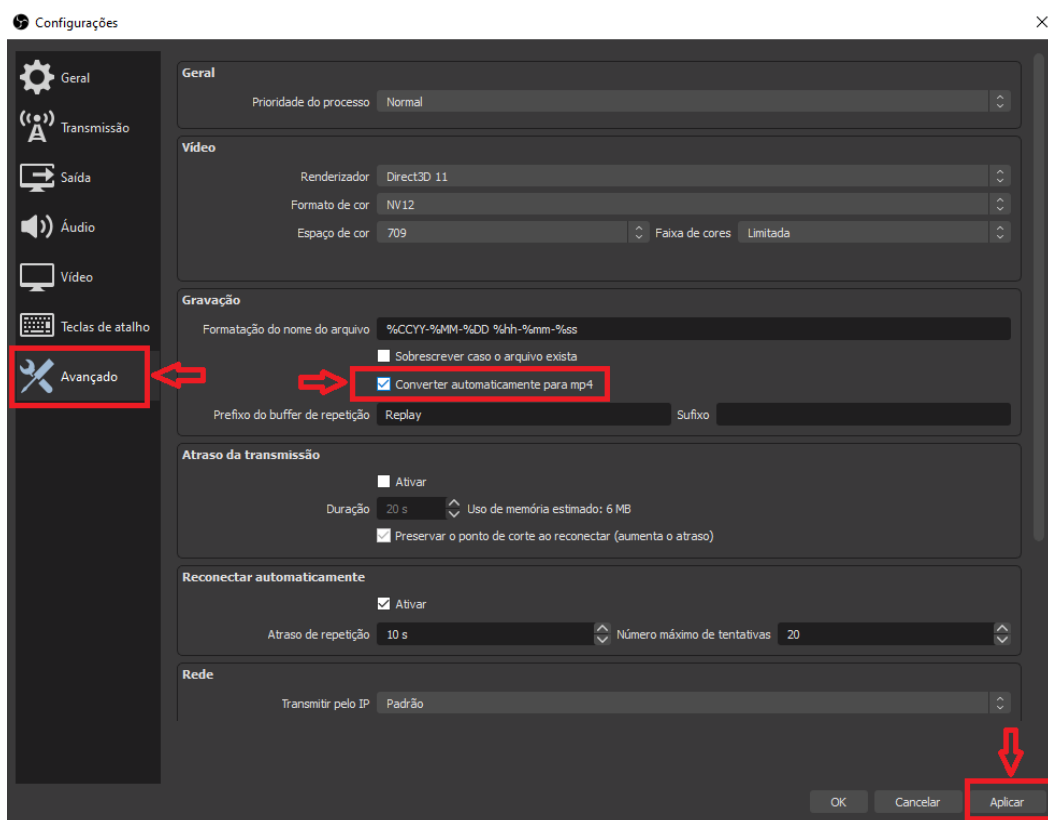 Configurações
Geral
Transmissão
Saída
Áudio
Vídeo
Teclas de atalho
Avançado
Geral
Prioridade do processo Normal
Vídeo
Renderizador Direct3D 11
Formato de cor NV12
Espaço de cor 709 Faixa de cores Limitada
Gravação
Formatação do nome do arquivo %CCYY-%MM-%DD %hh-%mm-%ss
Sobrescrever caso o arquivo exista
Converter automaticamente para mp4
Prefixo do buffer de repetição Replay Sufixo
Atraso da transmissão
Ativar
Duração 20 s Uso de memória estimado: 6 MB
Preservar o ponto de corte ao reconectar (aumenta o atraso)
Reconectar automaticamente
Ativar
Atraso de repetição 10 s Número máximo de tentativas 20
Rede
Transmitir pelo IP Padrão
OK Cancelar Aplicar